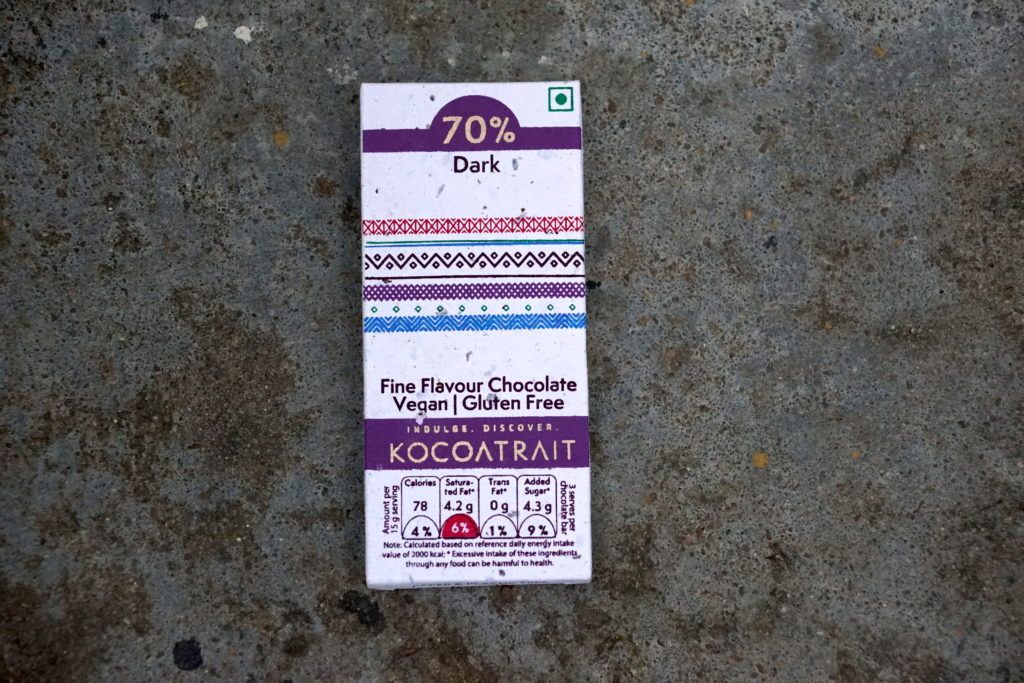 70%
Dark
Fine Flavour Chocolate
Vegan | Gluten Free
INDULGE. DISCOVER.
KOCOATRAIT
Amount per
15 g serving
Calories
78
4%
Satura-
ted Fat*
4.2 g
6%
Trans
Fat*
0 g
1%
Added
Sugar*
4.3 g
9%
3 serves per
chocolate bar
Note: Calculated based on reference daily energy intake
value of 2000 kcal; * Excessive intake of these ingredients
through any food can be harmful to health.